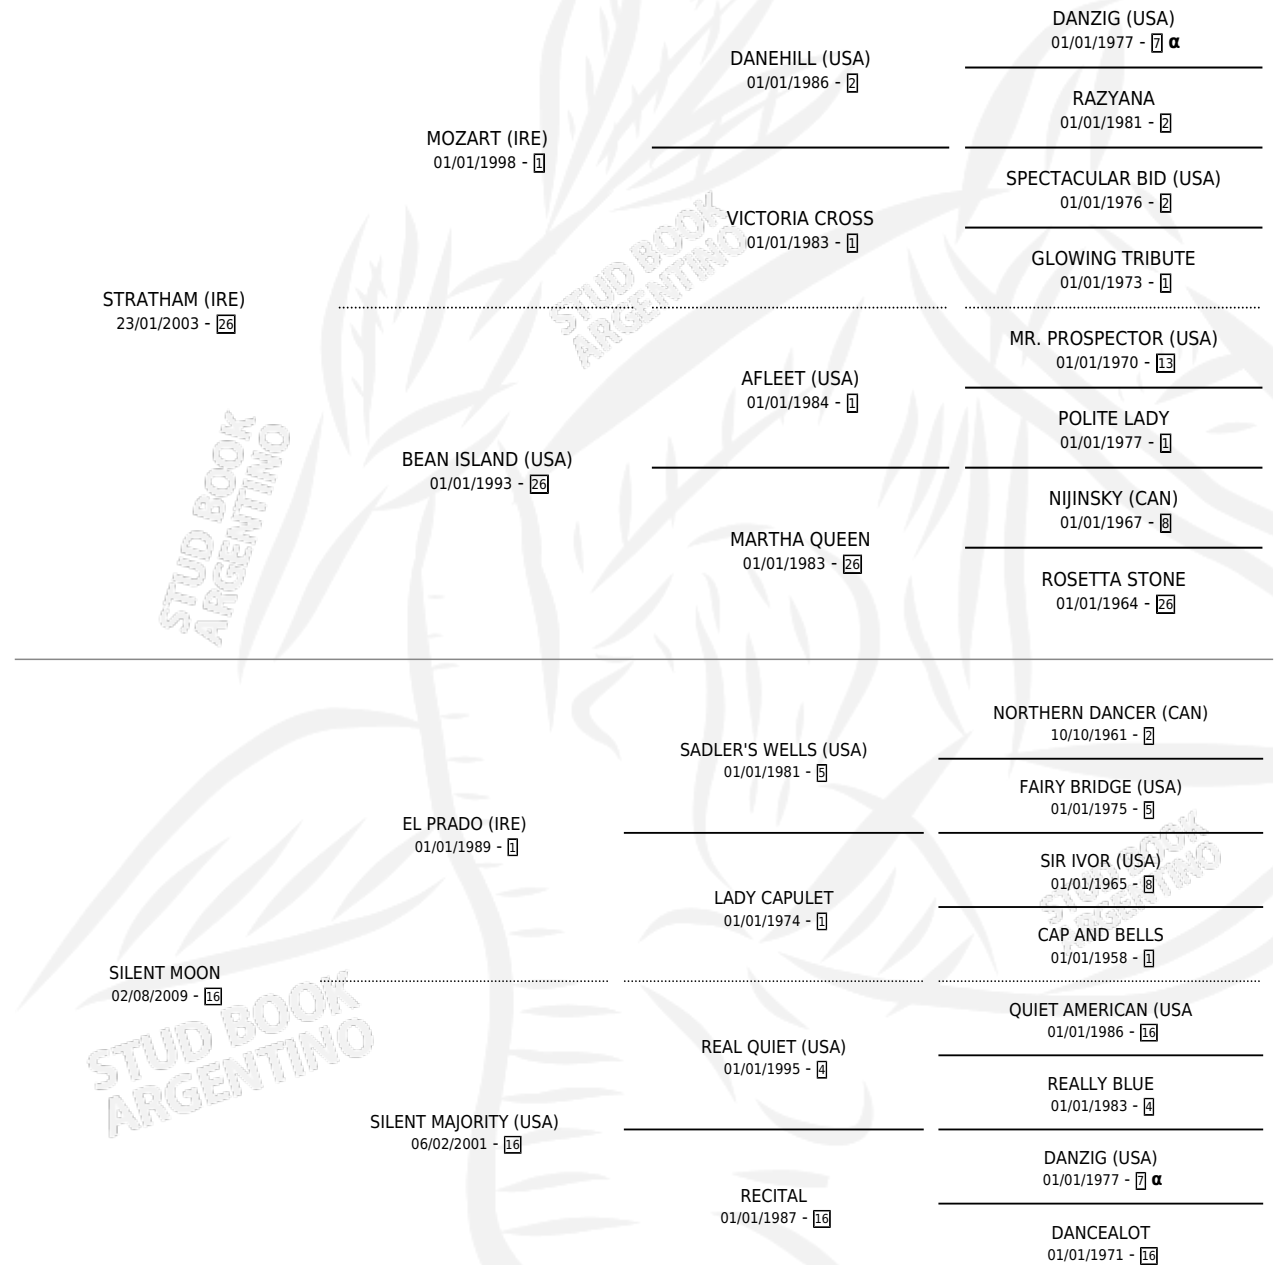 DANZIG (USA)
01/01/1977 - 7 α
DANEHILL (USA)
01/01/1986 - 2
RAZYANA
01/01/1981 - 2
MOZART (IRE)
01/01/1998 - 1
SPECTACULAR BID (USA)
01/01/1976 - 2
VICTORIA CROSS
01/01/1983 - 1
GLOWING TRIBUTE
01/01/1973 - 1
STRATHAM (IRE)
23/01/2003 - 26
MR. PROSPECTOR (USA)
01/01/1970 - 13
AFLEET (USA)
01/01/1984 - 1
POLITE LADY
01/01/1977 - 1
BEAN ISLAND (USA)
01/01/1993 - 26
NIJINSKY (CAN)
01/01/1967 - 8
MARTHA QUEEN
01/01/1983 - 26
ROSETTA STONE
01/01/1964 - 26
NORTHERN DANCER (CAN)
10/10/1961 - 2
SADLER'S WELLS (USA)
01/01/1981 - 5
FAIRY BRIDGE (USA)
01/01/1975 - 5
EL PRADO (IRE)
01/01/1989 - 1
SIR IVOR (USA)
01/01/1965 - 8
LADY CAPULET
01/01/1974 - 1
CAP AND BELLS
01/01/1958 - 1
SILENT MOON
02/08/2009 - 16
QUIET AMERICAN (USA
01/01/1986 - 16
REAL QUIET (USA)
01/01/1995 - 4
REALLY BLUE
01/01/1983 - 4
SILENT MAJORITY (USA)
06/02/2001 - 16
DANZIG (USA)
01/01/1977 - 7 α
RECITAL
01/01/1987 - 16
DANCEALOT
01/01/1971 - 16
STUD BOOK
ARGENTINO
STUD BOOK
ARGENTINO
STUD BOOK
ARGENTINO
STUD BOOK
ARGENTINO